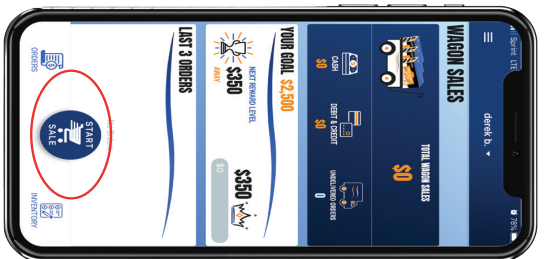 Sprint LTE
78%
derek b.
WAGON SALES
TOTAL WAGON SALES
$0
CASH
$0
DEBIT & CREDIT
$0
UNDELIVERED ORDERS
0
YOUR GOAL $2,500
NEXT REWARD LEVEL
$350
AWAY
$350
$0
LAST 3 ORDERS
ORDERS
START
SALE
INVENTORY